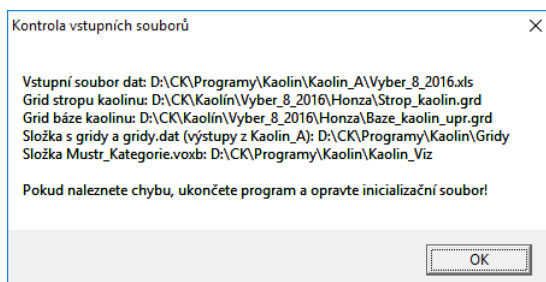 Kontrola vstupních souborů
Vstupní soubor dat: D:\CK\Programy\Kaolin\Kaolin_A\Vyber_8_2016.xls
Grid stropu kaolinu: D:\CK\Kaolín\Vyber_8_2016\Honza\Strop_kaolin.grd
Grid báze kaolinu: D:\CK\Kaolín\Vyber_8_2016\Honza\Baze_kaolin_upr.grd
Složka s gridy a gridy.dat (výstupy z Kaolin_A): D:\CK\Programy\Kaolin\Gridy
Složka Mustr_Kategorie.voxb: D:\CK\Programy\Kaolin\Kaolin_Viz
Pokud naleznete chybu, ukončete program a opravte inicializační soubor!
OK